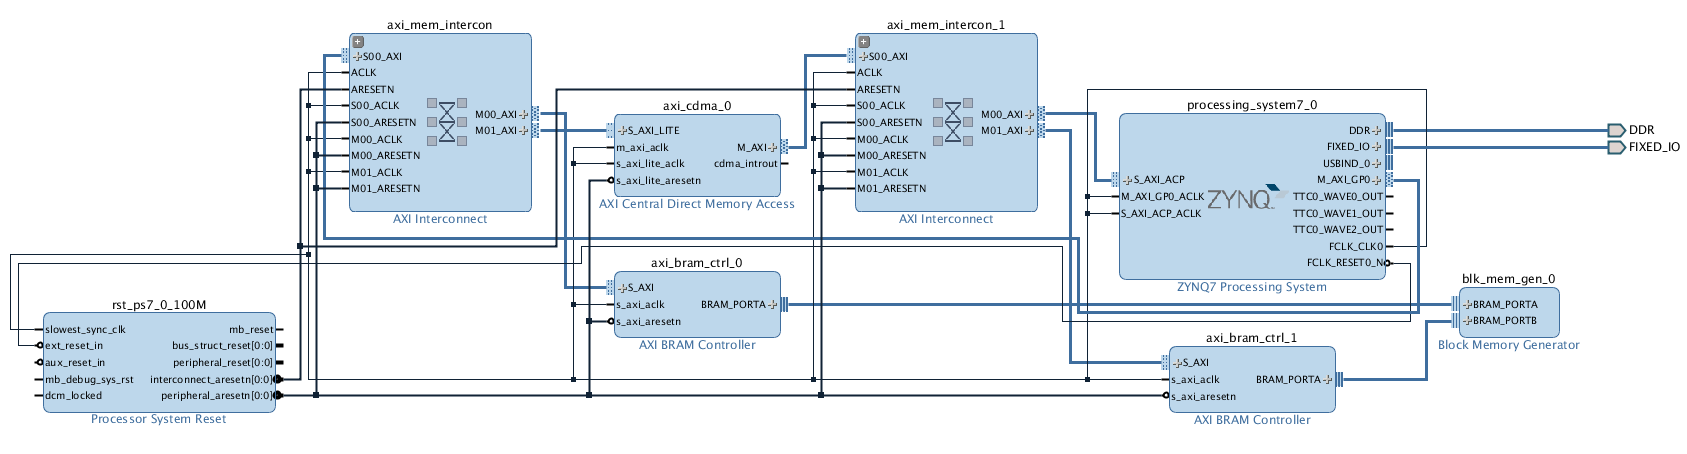 axi_mem_intercon
S00_AXI
ACLK
ARESETN
S00_ACLK
S00_ARESETN
M00_ACLK
M00_ARESETN
M01_ACLK
M01_ARESETN
M00_AXI
M01_AXI
AXI Interconnect
axi_cdma_0
S_AXI_LITE
m_axi_aclk
s_axi_lite_aclk
s_axi_lite_aresetn
M_AXI
cdma_introut
AXI Central Direct Memory Access
axi_mem_intercon_1
S00_AXI
ACLK
ARESETN
S00_ACLK
S00_ARESETN
M00_ACLK
M00_ARESETN
M01_ACLK
M01_ARESETN
M00_AXI
M01_AXI
AXI Interconnect
processing_system7_0
S_AXI_ACP
M_AXI_GP0_ACLK
S_AXI_ACP_ACLK
ZYNQ
DDR
FIXED_IO
USBIND_0
M_AXI_GP0
TTC0_WAVE0_OUT
TTC0_WAVE1_OUT
TTC0_WAVE2_OUT
FCLK_CLK0
FCLK_RESET0_N
ZYNQ7 Processing System
DDR
FIXED_IO
rst_ps7_0_100M
slowest_sync_clk
ext_reset_in
aux_reset_in
mb_debug_sys_rst
dcm_locked
mb_reset
bus_struct_reset[0:0]
peripheral_reset[0:0]
interconnect_aresetn[0:0]
peripheral_aresetn[0:0]
Processor System Reset
axi_bram_ctrl_0
S_AXI
s_axi_aclk
s_axi_aresetn
BRAM_PORTA
AXI BRAM Controller
axi_bram_ctrl_1
S_AXI
s_axi_aclk
s_axi_aresetn
BRAM_PORTA
AXI BRAM Controller
blk_mem_gen_0
BRAM_PORTA
BRAM_PORTB
Block Memory Generator